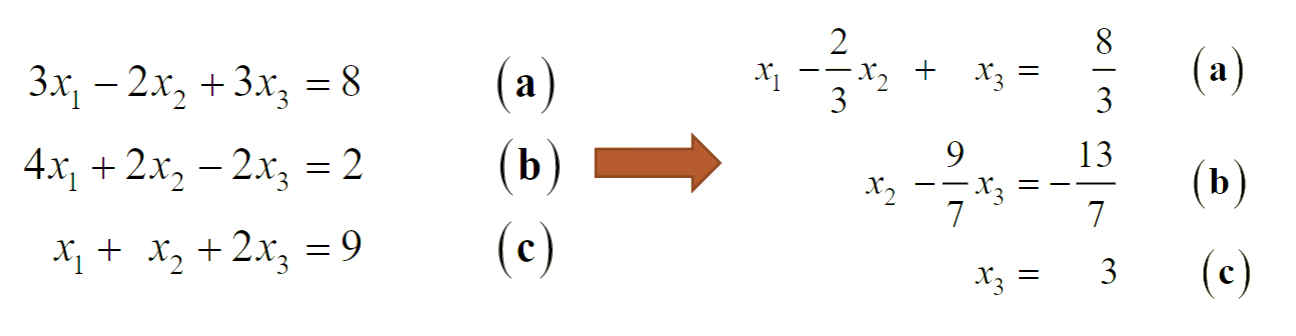 3x₁ − 2x₂ + 3x₃ = 8 (a)
4x₁ + 2x₂ − 2x₃ = 2 (b)
x₁ + x₂ + 2x₃ = 9 (c)
x₁ − 2/3 x₂ + x₃ = 8/3 (a)
x₂ − 9/7 x₃ = − 13/7 (b)
x₃ = 3 (c)